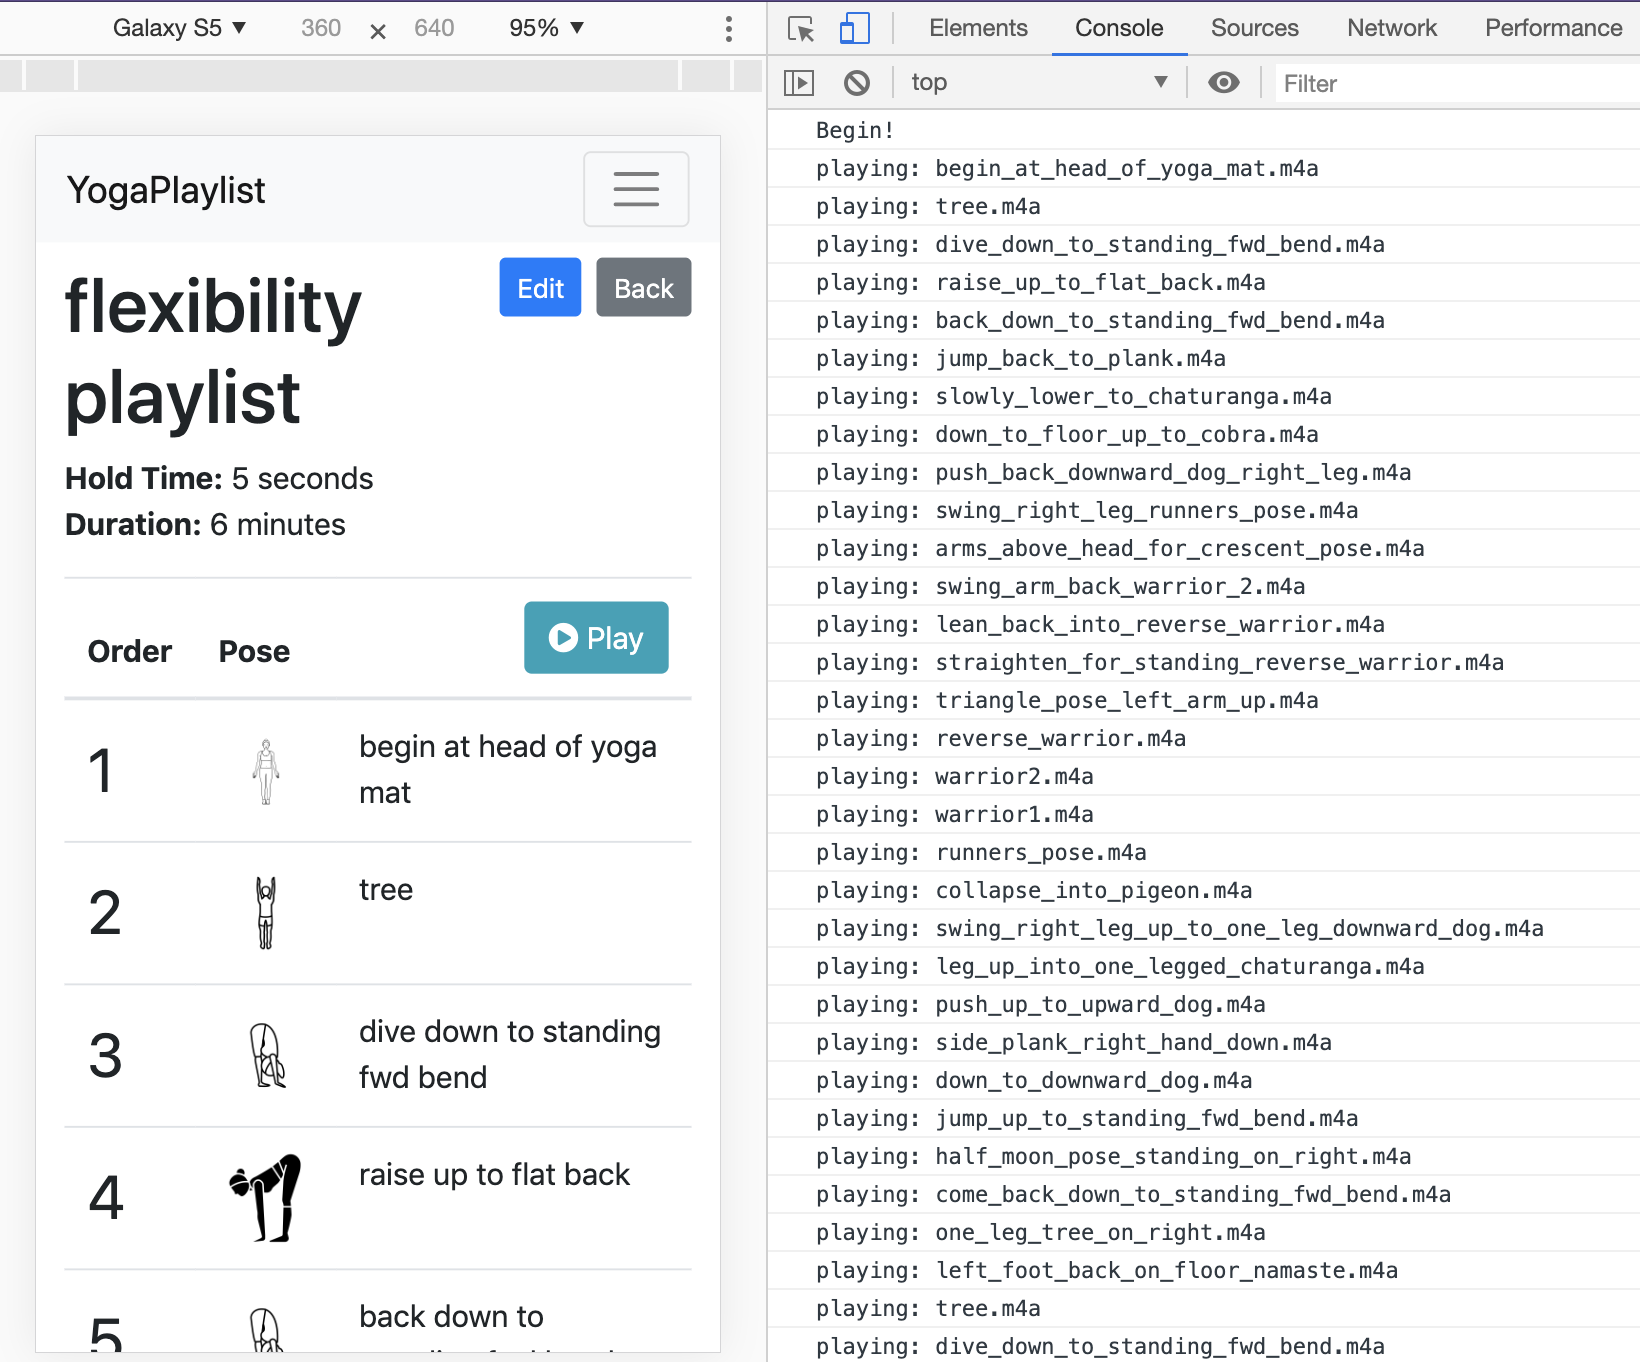 Galaxy S5 ▼ 360 × 640 95% ▼
YogaPlaylist
flexibility
playlist
Edit Back
Hold Time: 5 seconds
Duration: 6 minutes
Order Pose Play
1 begin at head of yoga
mat
2 tree
3 dive down to standing
fwd bend
4 raise up to flat back
5 back down to
Elements Console Sources Network Performance
top ▼ Filter
Begin!
playing: begin_at_head_of_yoga_mat.m4a
playing: tree.m4a
playing: dive_down_to_standing_fwd_bend.m4a
playing: raise_up_to_flat_back.m4a
playing: back_down_to_standing_fwd_bend.m4a
playing: jump_back_to_plank.m4a
playing: slowly_lower_to_chaturanga.m4a
playing: down_to_floor_up_to_cobra.m4a
playing: push_back_downward_dog_right_leg.m4a
playing: swing_right_leg_runners_pose.m4a
playing: arms_above_head_for_crescent_pose.m4a
playing: swing_arm_back_warrior_2.m4a
playing: lean_back_into_reverse_warrior.m4a
playing: straighten_for_standing_reverse_warrior.m4a
playing: triangle_pose_left_arm_up.m4a
playing: reverse_warrior.m4a
playing: warrior2.m4a
playing: warrior1.m4a
playing: runners_pose.m4a
playing: collapse_into_pigeon.m4a
playing: swing_right_leg_up_to_one_leg_downward_dog.m4a
playing: leg_up_into_one_legged_chaturanga.m4a
playing: push_up_to_upward_dog.m4a
playing: side_plank_right_hand_down.m4a
playing: down_to_downward_dog.m4a
playing: jump_up_to_standing_fwd_bend.m4a
playing: half_moon_pose_standing_on_right.m4a
playing: come_back_down_to_standing_fwd_bend.m4a
playing: one_leg_tree_on_right.m4a
playing: left_foot_back_on_floor_namaste.m4a
playing: tree.m4a
playing: dive_down_to_standing_fwd_bend.m4a